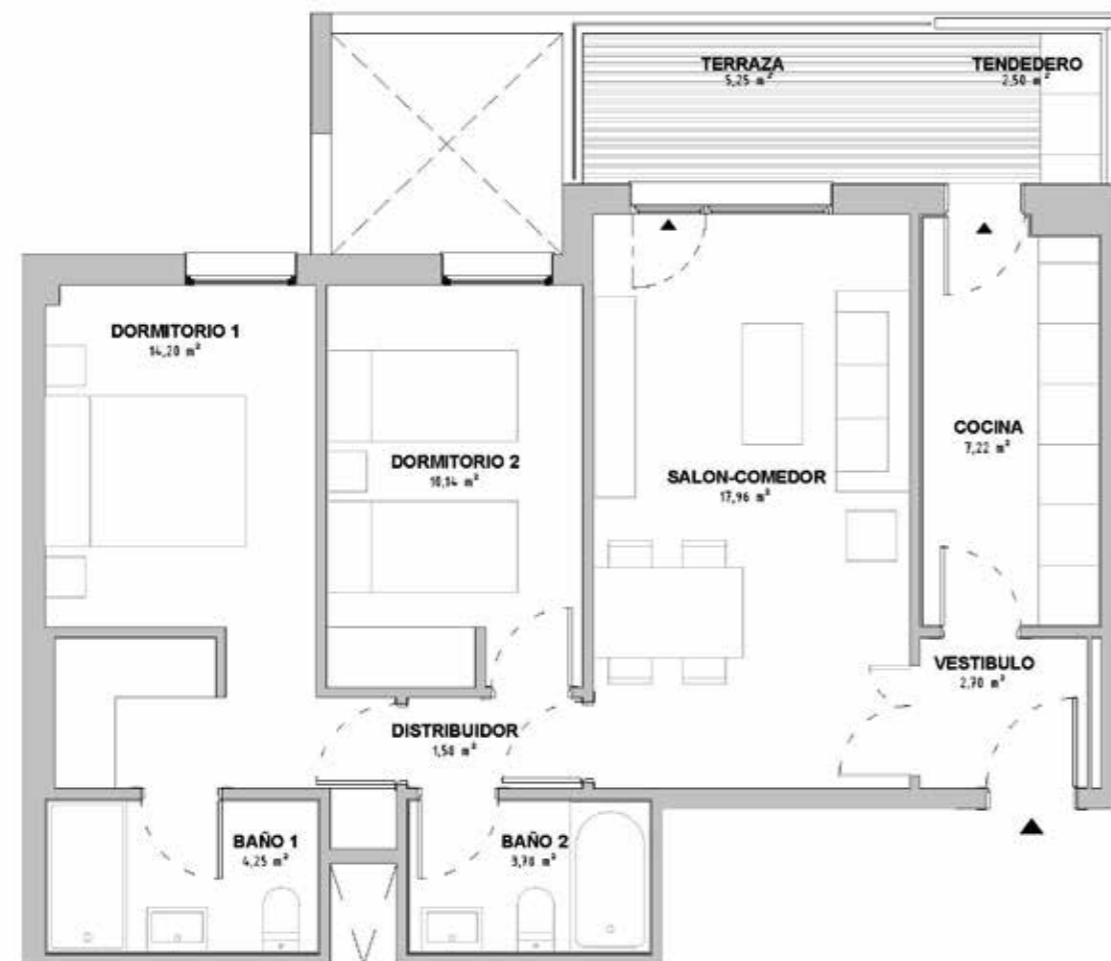 TERRAZA
5,25 m²
TENDEDERO
2,50 m²
DORMITORIO 1
14,20 m²
DORMITORIO 2
10,14 m²
COCINA
7,22 m²
SALON-COMEDOR
17,96 m²
VESTIBULO
2,70 m²
DISTRIBUIDOR
1,50 m²
BAÑO 1
4,25 m²
BAÑO 2
3,70 m²